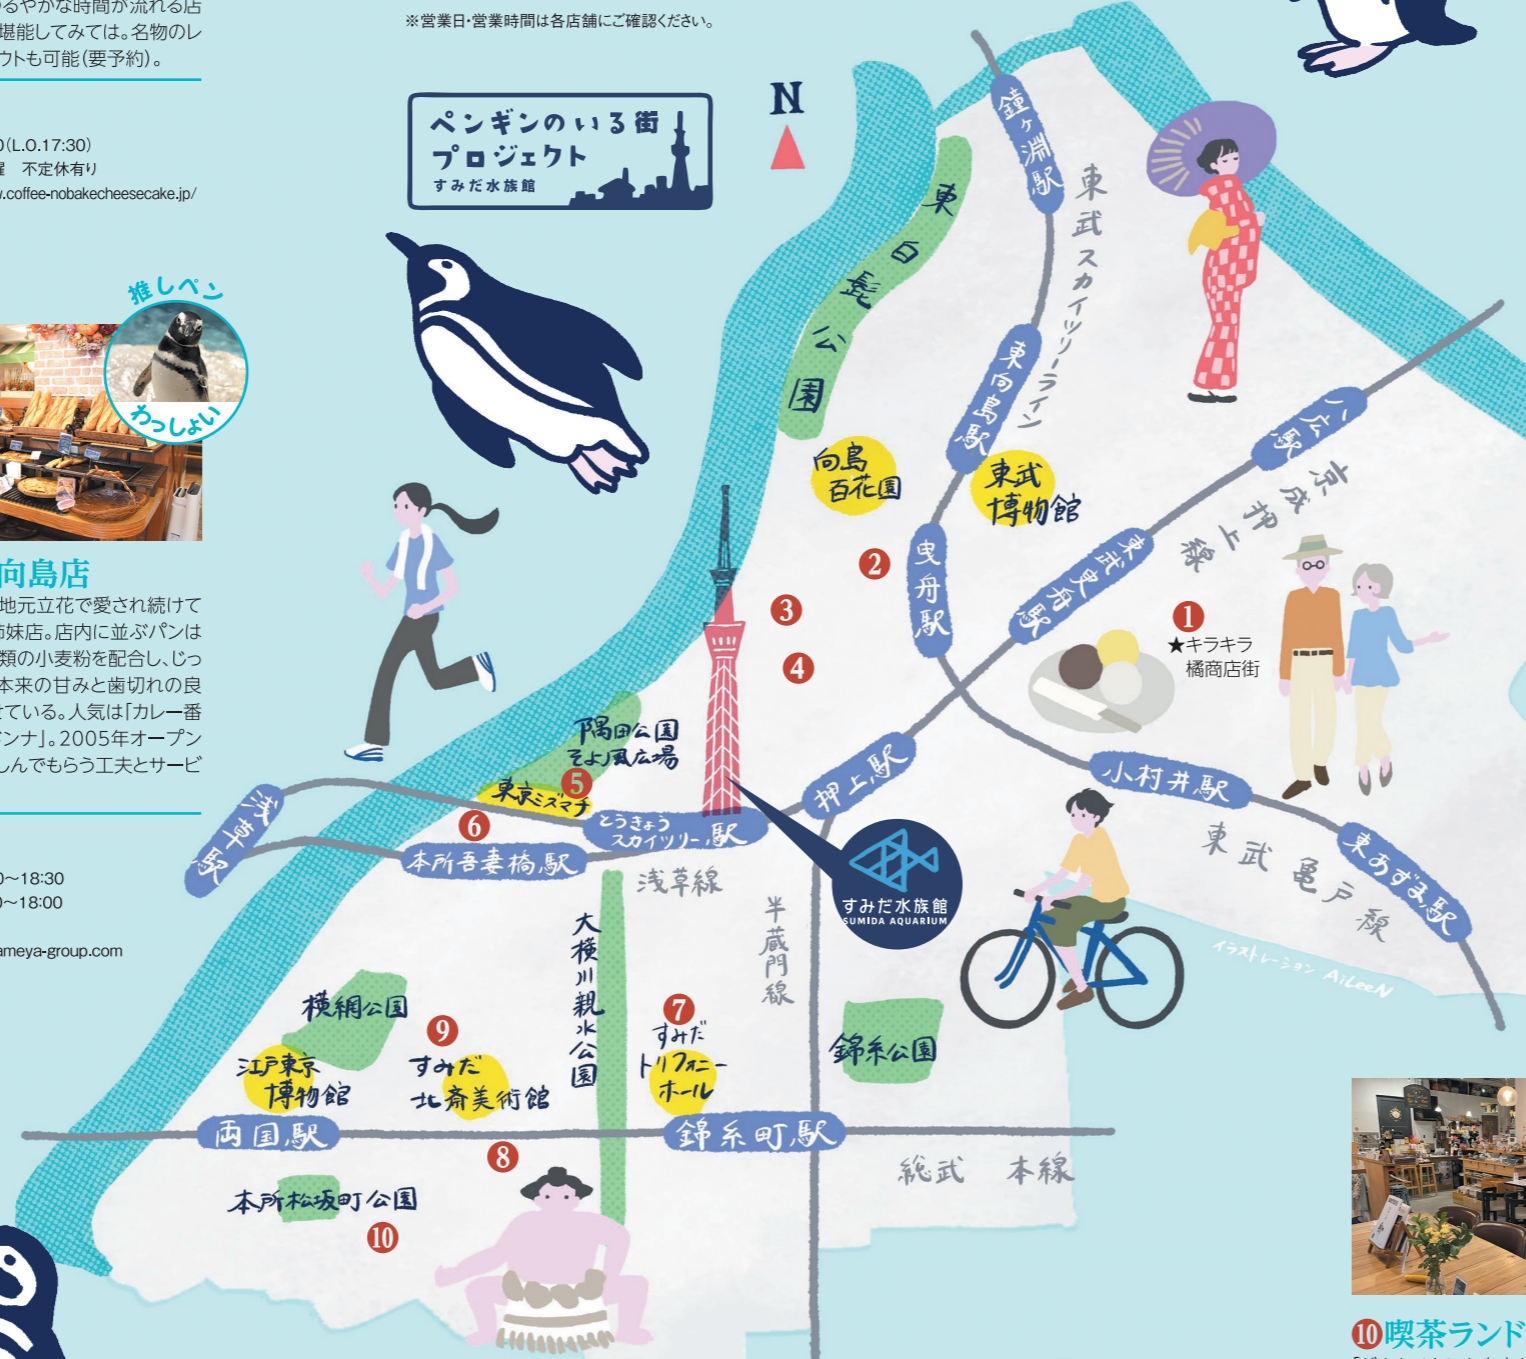 るやかな時間が流れる店
堪能してみては。名物のレ
ウトも可能(要予約)。
0(L.O.17:30)
曜　不定休有り
w.coffee-nobakecheesecake.jp/
推しペン
わっしょい
向島店
地元立花で愛され続けて
姉妹店。店内に並ぶパンは
類の小麦粉を配合し、じっ
本来の甘みと歯切れの良
せている。人気は「カレー番
ンナ」。2005年オープン
しんでもらう工夫とサービ
0〜18:30
0〜18:00
ameya-group.com
※営業日・営業時間は各店舗にご確認ください。
ペンギンのいる街
プロジェクト
すみだ水族館
N
鐘ヶ淵駅
東武スカイツリーライン
東白髭公園
東向島駅
八広駅
京成押上線
向島
百花園
東武
博物館
❷
曳舟駅
東武曳舟駅
❸
❹
❶
★キラキラ
橘商店街
隅田公園
そよ風広場
❺
東京ミズマチ
❻
浅草駅
とうきょう
スカイツリー駅
押上駅
小村井駅
本所吾妻橋駅
浅草線
すみだ水族館
SUMIDA AQUARIUM
東武亀戸線
東あずま駅
イラストレーション AiLeeN
大横川親水公園
半蔵門線
横網公園
❾
すみだ
北斎美術館
❼
すみだ
トリフォニー
ホール
錦糸公園
江戸東京
博物館
両国駅
錦糸町駅
❽
総武 本線
本所松坂町公園
❿
❿喫茶ランド